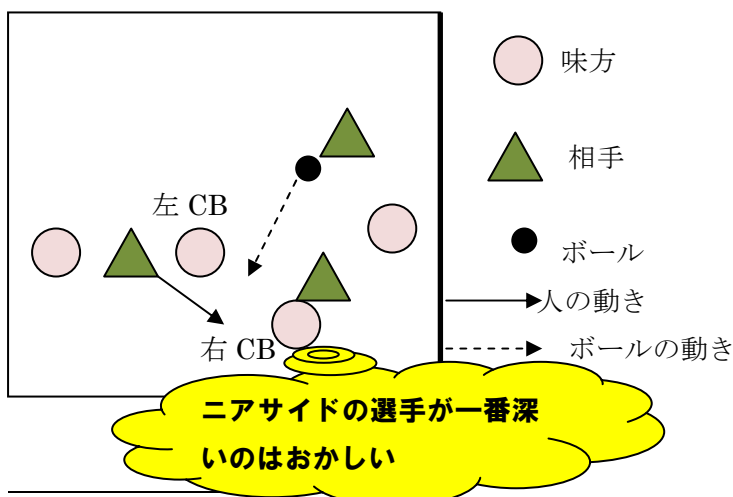 味方
相手
左 CB
ボール
人の動き
右 CB
ボールの動き
ニアサイドの選手が一番深
いのはおかしい